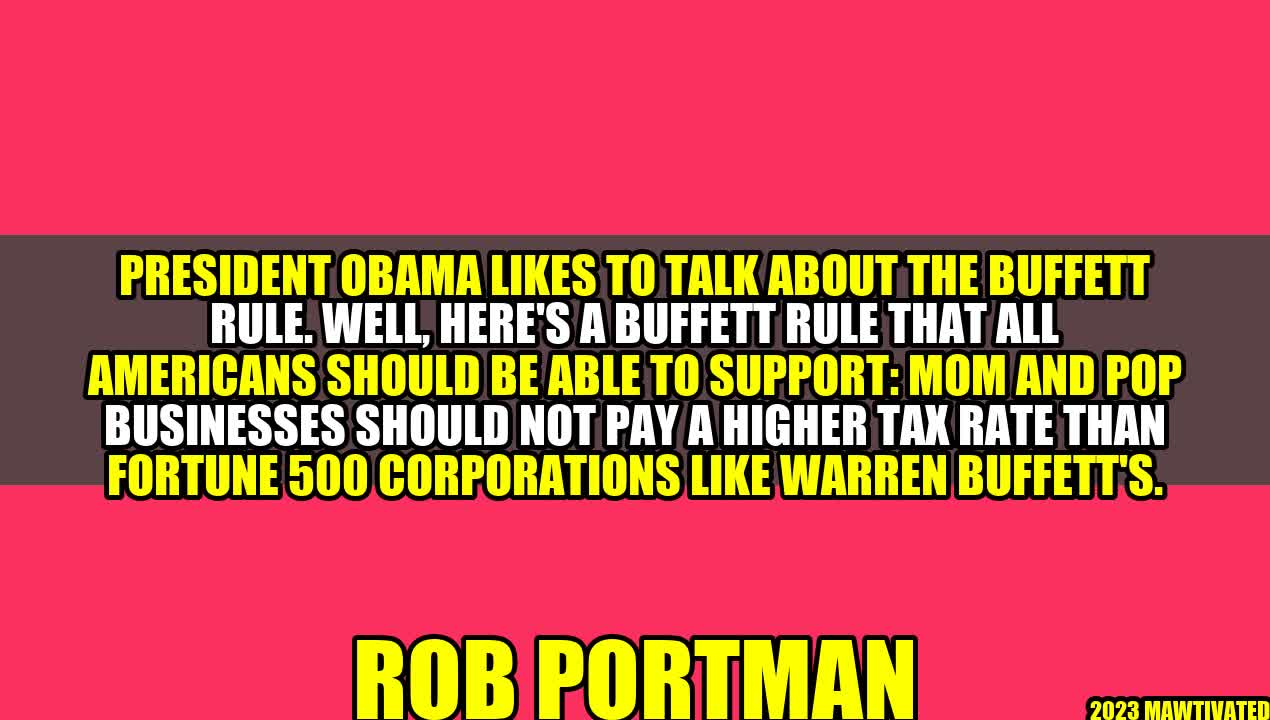 PRESIDENT OBAMA LIKES TO TALK ABOUT THE BUFFETT
RULE. WELL, HERE'S A BUFFETT RULE THAT ALL
AMERICANS SHOULD BE ABLE TO SUPPORT: MOM AND POP
BUSINESSES SHOULD NOT PAY A HIGHER TAX RATE THAN
FORTUNE 500 CORPORATIONS LIKE WARREN BUFFETT'S.
ROB PORTMAN
2023 MAWTIVATED